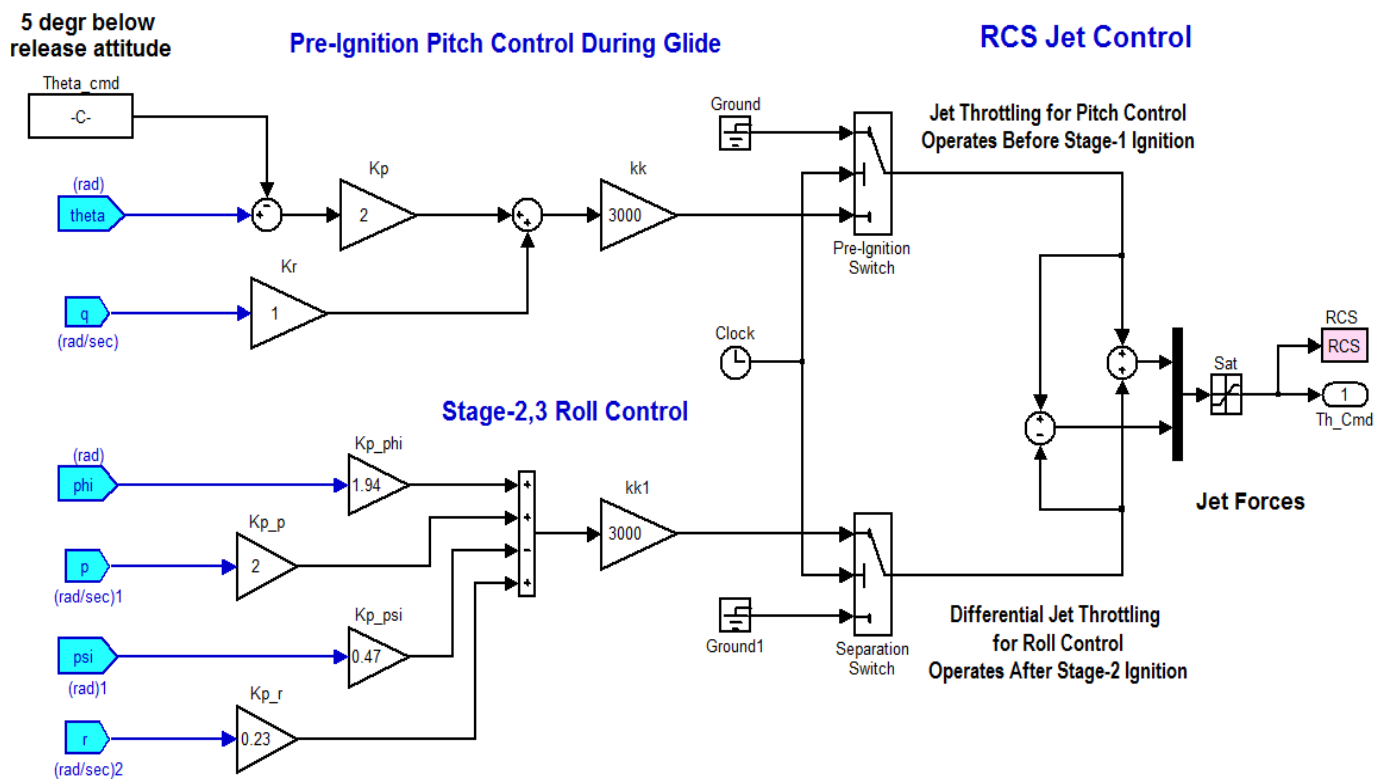 5 degr below
release attitude
Pre-Ignition Pitch Control During Glide
RCS Jet Control
Theta_cmd
-C-
Ground
Jet Throttling for Pitch Control
Operates Before Stage-1 Ignition
(rad)
theta
Kp
2
kk
3000
Pre-Ignition
Switch
Kr
1
q
(rad/sec)
Clock
RCS
RCS
Sat
1
Th_Cmd
Stage-2,3 Roll Control
(rad)
phi
Kp_phi
1.94
kk1
3000
Jet Forces
Kp_p
2
p
(rad/sec)1
Kp_psi
0.47
psi
(rad)1
Ground1
Separation
Switch
Differential Jet Throttling
for Roll Control
Operates After Stage-2 Ignition
Kp_r
0.23
r
(rad/sec)2